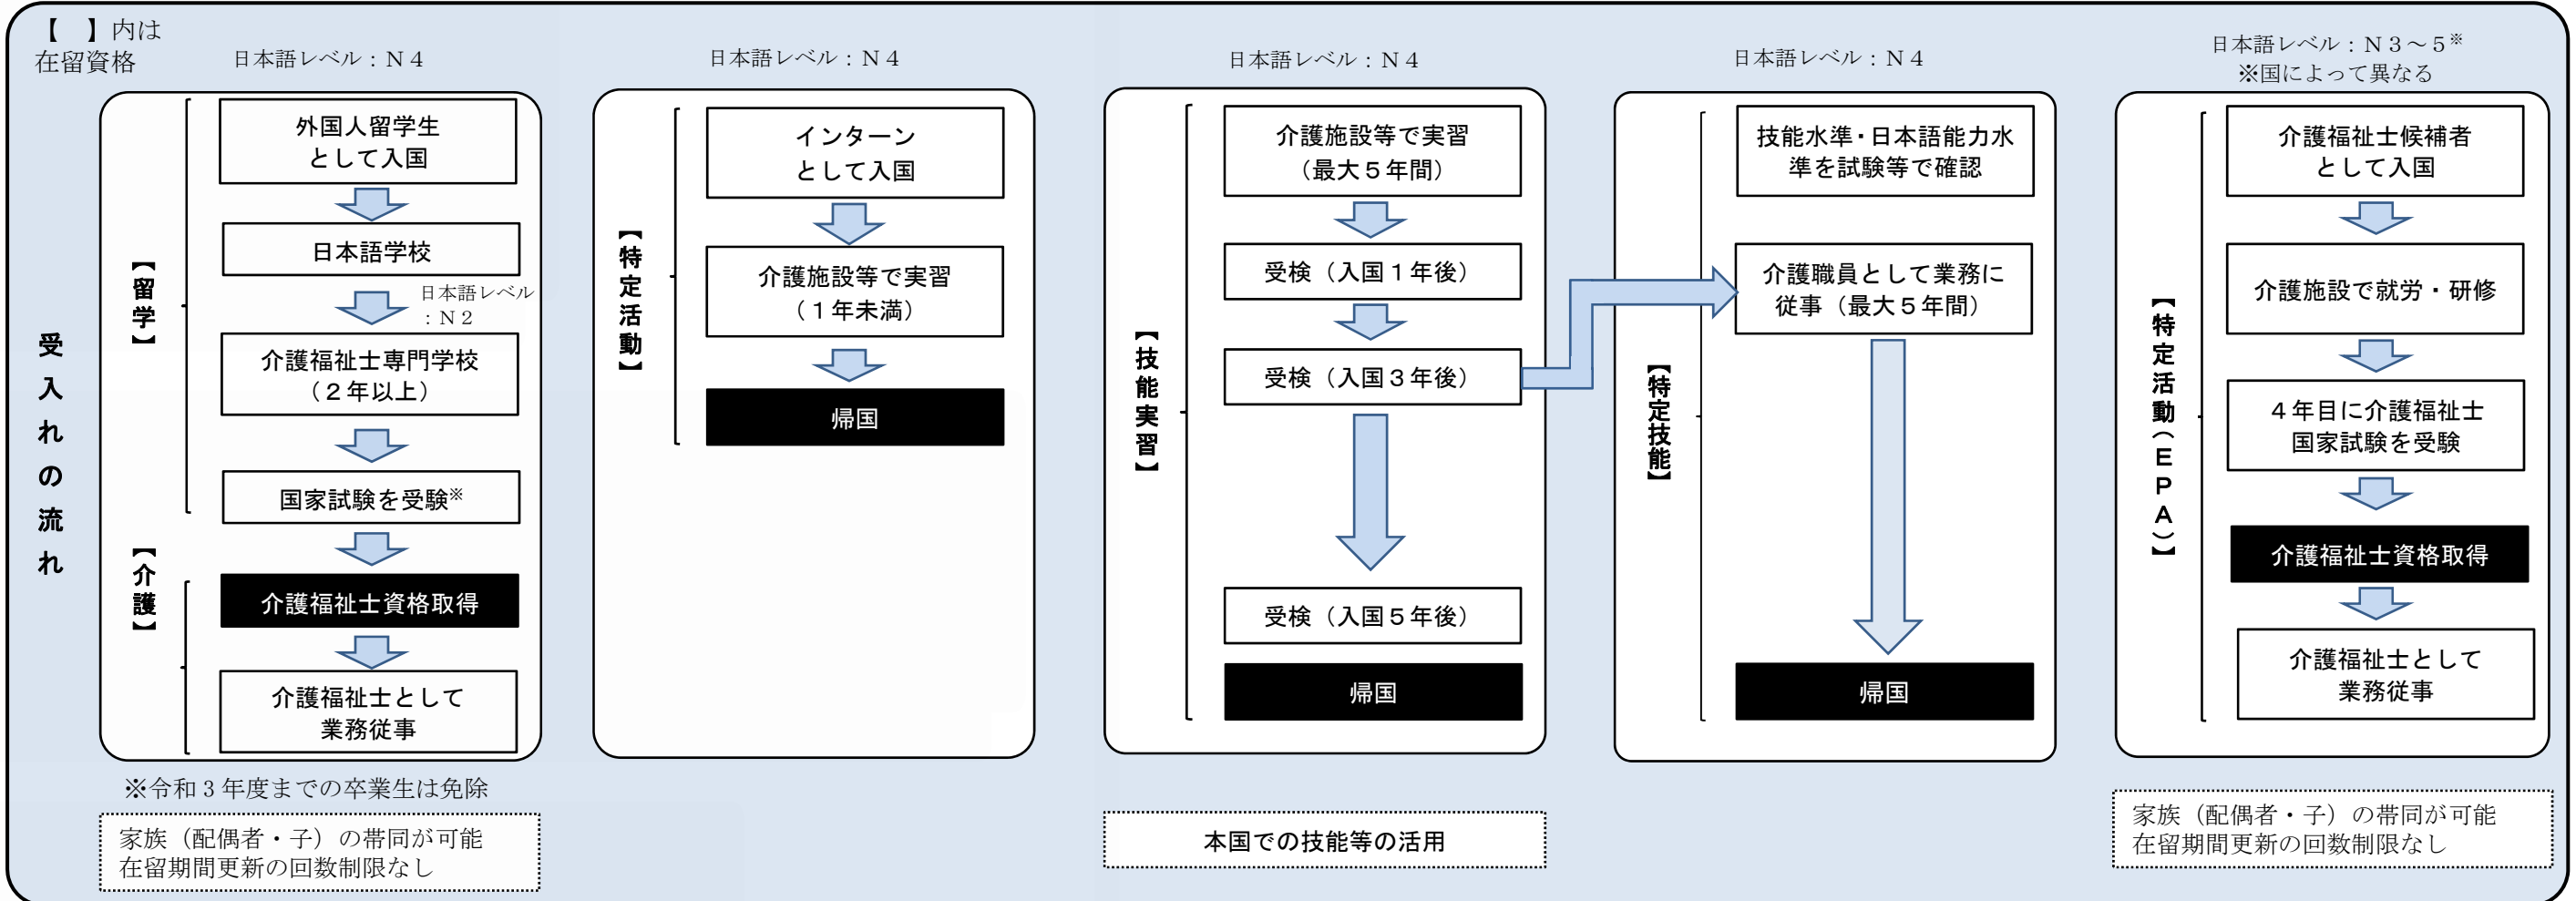 【　】内は
在留資格
受入れの流れ
日本語レベル：Ｎ４
【留学】
外国人留学生
として入国
日本語学校
日本語レベル
：Ｎ２
介護福祉士専門学校
（２年以上）
国家試験を受験※
【介護】
介護福祉士資格取得
介護福祉士として
業務従事
※令和３年度までの卒業生は免除
家族（配偶者・子）の帯同が可能
在留期間更新の回数制限なし
日本語レベル：Ｎ４
【特定活動】
インターン
として入国
介護施設等で実習
（１年未満）
帰国
日本語レベル：Ｎ４
【技能実習】
介護施設等で実習
（最大５年間）
受検（入国１年後）
受検（入国３年後）
受検（入国５年後）
帰国
本国での技能等の活用
日本語レベル：Ｎ４
【特定技能】
技能水準・日本語能力水
準を試験等で確認
介護職員として業務に
従事（最大５年間）
帰国
日本語レベル：Ｎ３～５※
※国によって異なる
【特定活動（ＥＰＡ）】
介護福祉士候補者
として入国
介護施設で就労・研修
４年目に介護福祉士
国家試験を受験
介護福祉士資格取得
介護福祉士として
業務従事
家族（配偶者・子）の帯同が可能
在留期間更新の回数制限なし